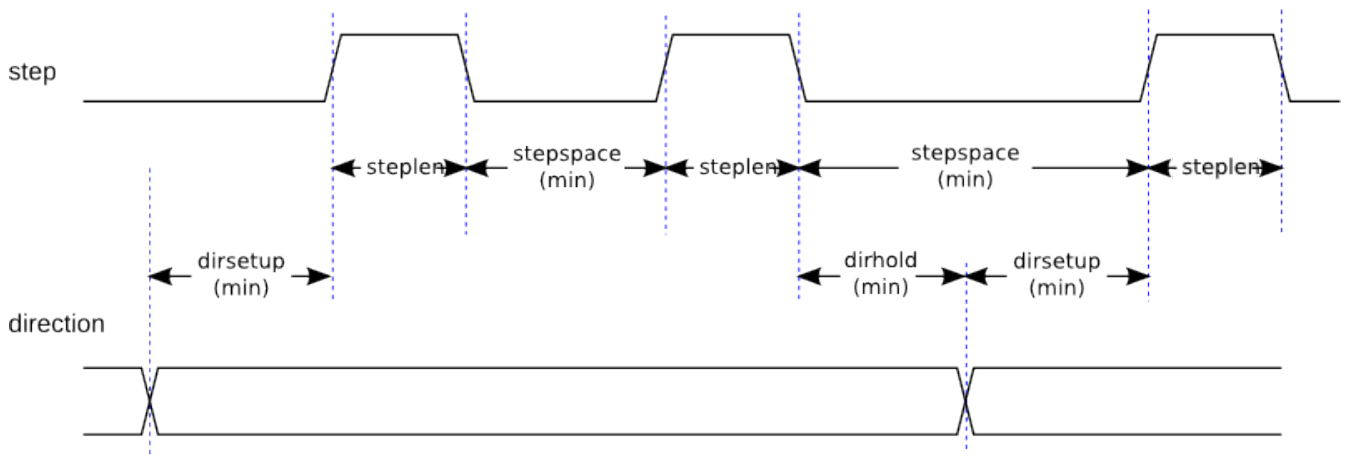 step
steplen
stepspace
(min)
steplen
stepspace
(min)
steplen
dirsetup
(min)
dirhold
(min)
dirsetup
(min)
direction